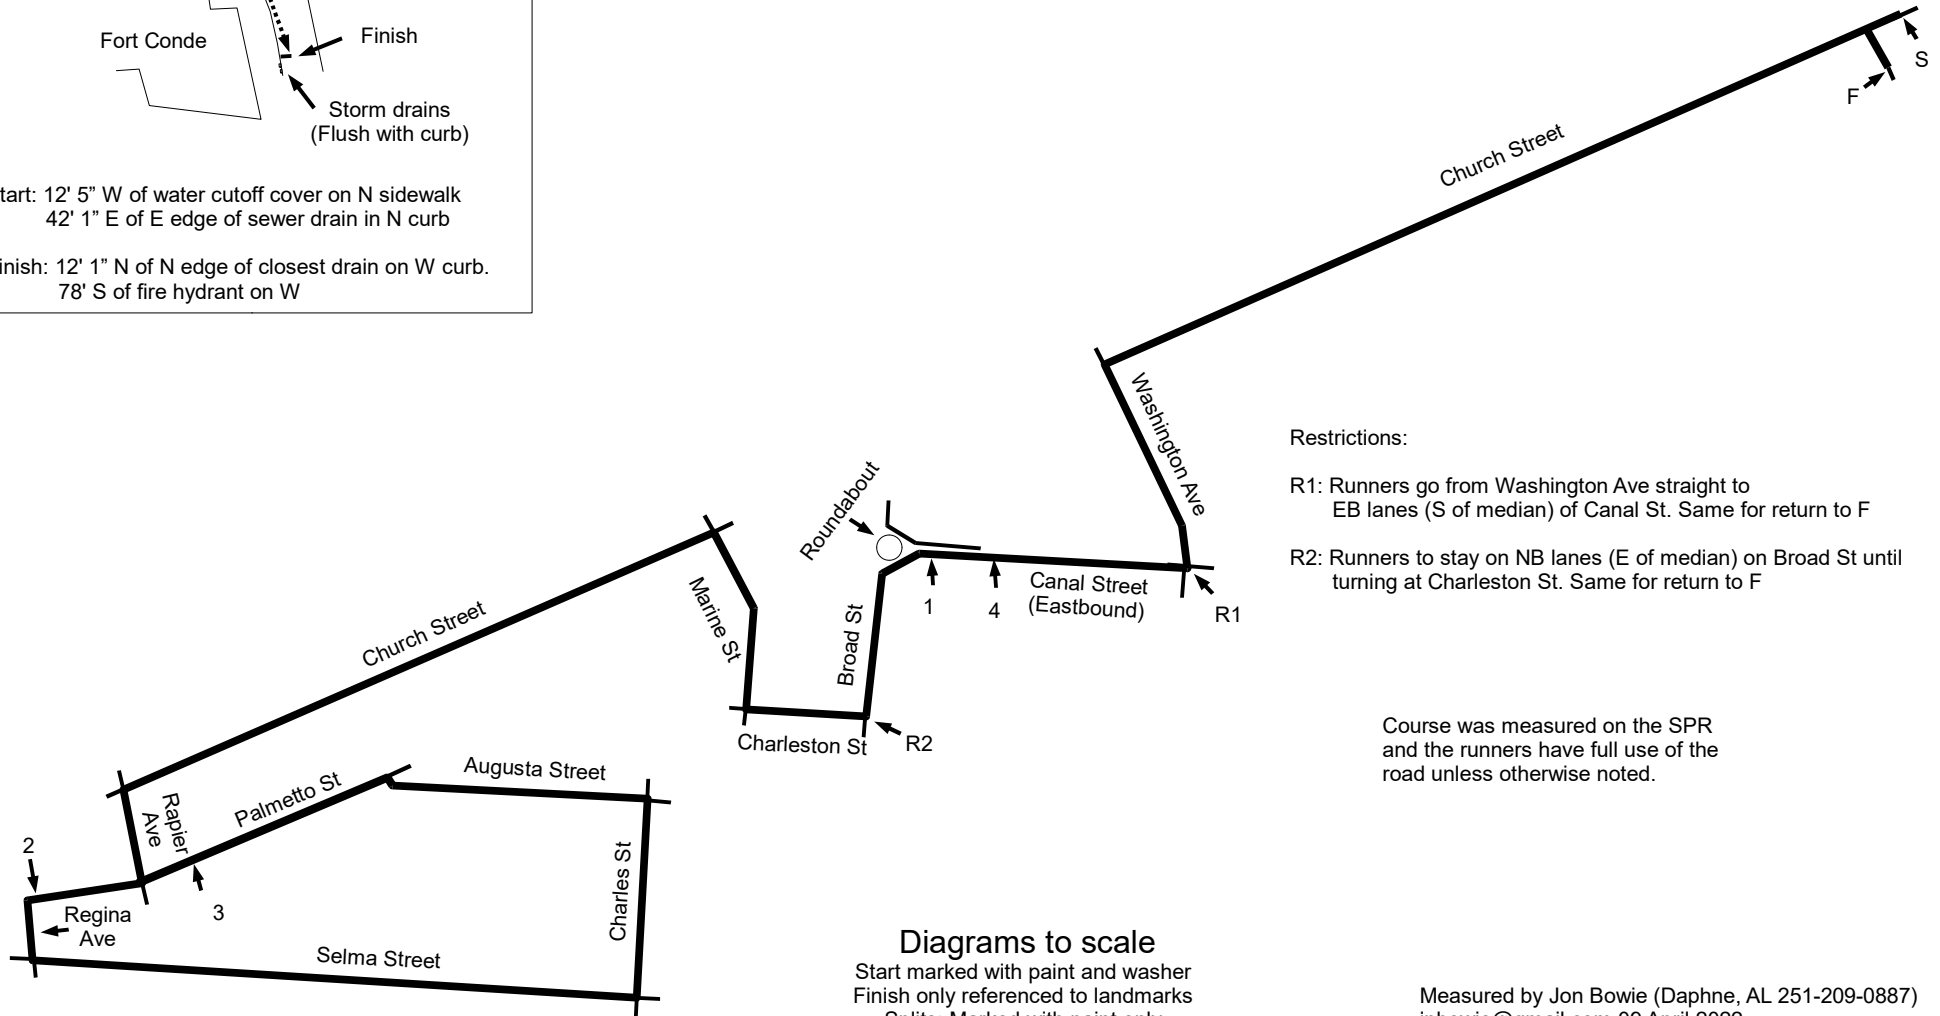 Fort Conde
Finish
Storm drains
(Flush with curb)
tart: 12' 5” W of water cutoff cover on N sidewalk
42' 1” E of E edge of sewer drain in N curb
inish: 12' 1” N of N edge of closest drain on W curb.
78' S of fire hydrant on W
S
F
Church Street
Washington Ave
Restrictions:
R1: Runners go from Washington Ave straight to
EB lanes (S of median) of Canal St. Same for return to F
R2: Runners to stay on NB lanes (E of median) on Broad St until
turning at Charleston St. Same for return to F
Roundabout
Canal Street
(Eastbound)
1
4
R1
Broad St
Marine St
Church Street
Charleston St
R2
Course was measured on the SPR
and the runners have full use of the
road unless otherwise noted.
Augusta Street
Palmetto St
Rapier
Ave
2
3
Regina
Ave
Charles St
Selma Street
Diagrams to scale
Start marked with paint and washer
Finish only referenced to landmarks
Splits: Marked with paint only
Measured by Jon Bowie (Daphne, AL 251-209-0887)